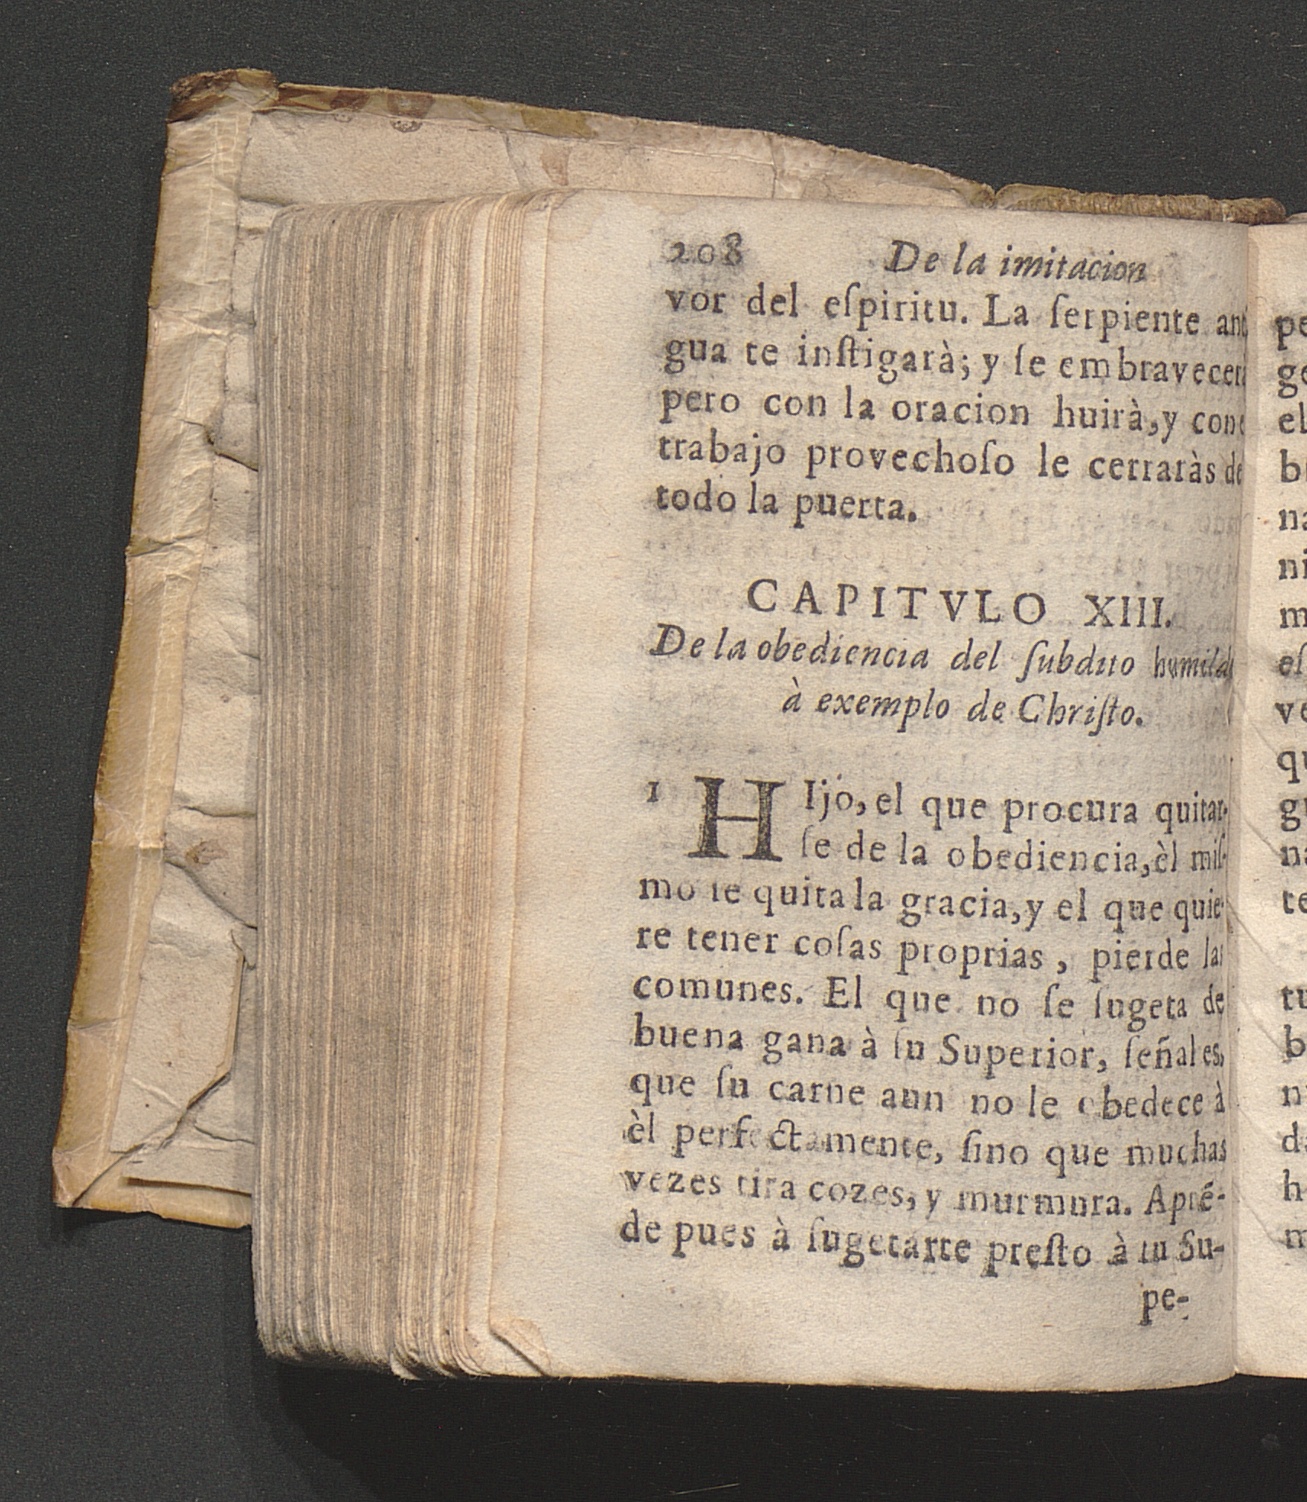 208 De la imitacion
vor del eſpiritu. La ſerpiente
gua te inſtigarà; y ſe
pero con la oracion huirà, y
trabajo provechoſo le cerraràs
todo la puerta.
CAPITVLO XIII.
De la obediencia del ſubdito
à exemplo de Chriſto.
1 HIjo, el que procura quitar-
ſe de la obediencia, èl miſ-
mo ſe quita la gracia, y el que quie-
re tener coſas proprias, pierde las
comunes. El que no ſe ſugeta de
buena gana à ſu Superior, ſeñal es,
que ſu carne aun no le obedece à
èl perfectamente, ſino que muchas
vezes tira cozes, y murmura. Apré-
de pues à ſugetarte preſto à tu Su-
pe-